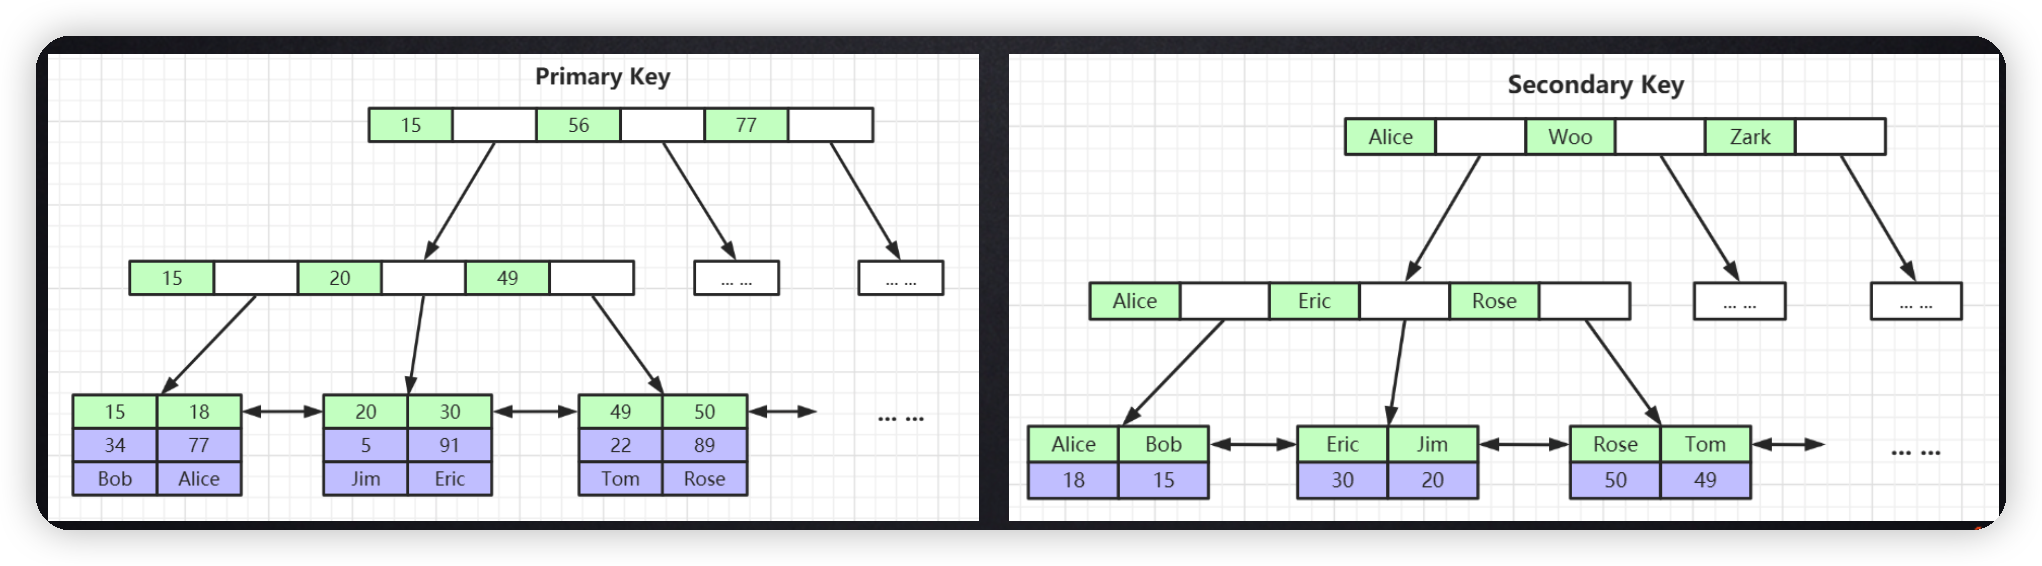 Primary Key
15 56 77
15 20 49 ... ... ... ...
15 18 20 30 49 50 ... ...
34 77 5 91 22 89
Bob Alice Jim Eric Tom Rose
Secondary Key
Alice Woo Zark
Alice Eric Rose ... ... ... ...
Alice Bob Eric Jim Rose Tom ... ...
18 15 30 20 50 49